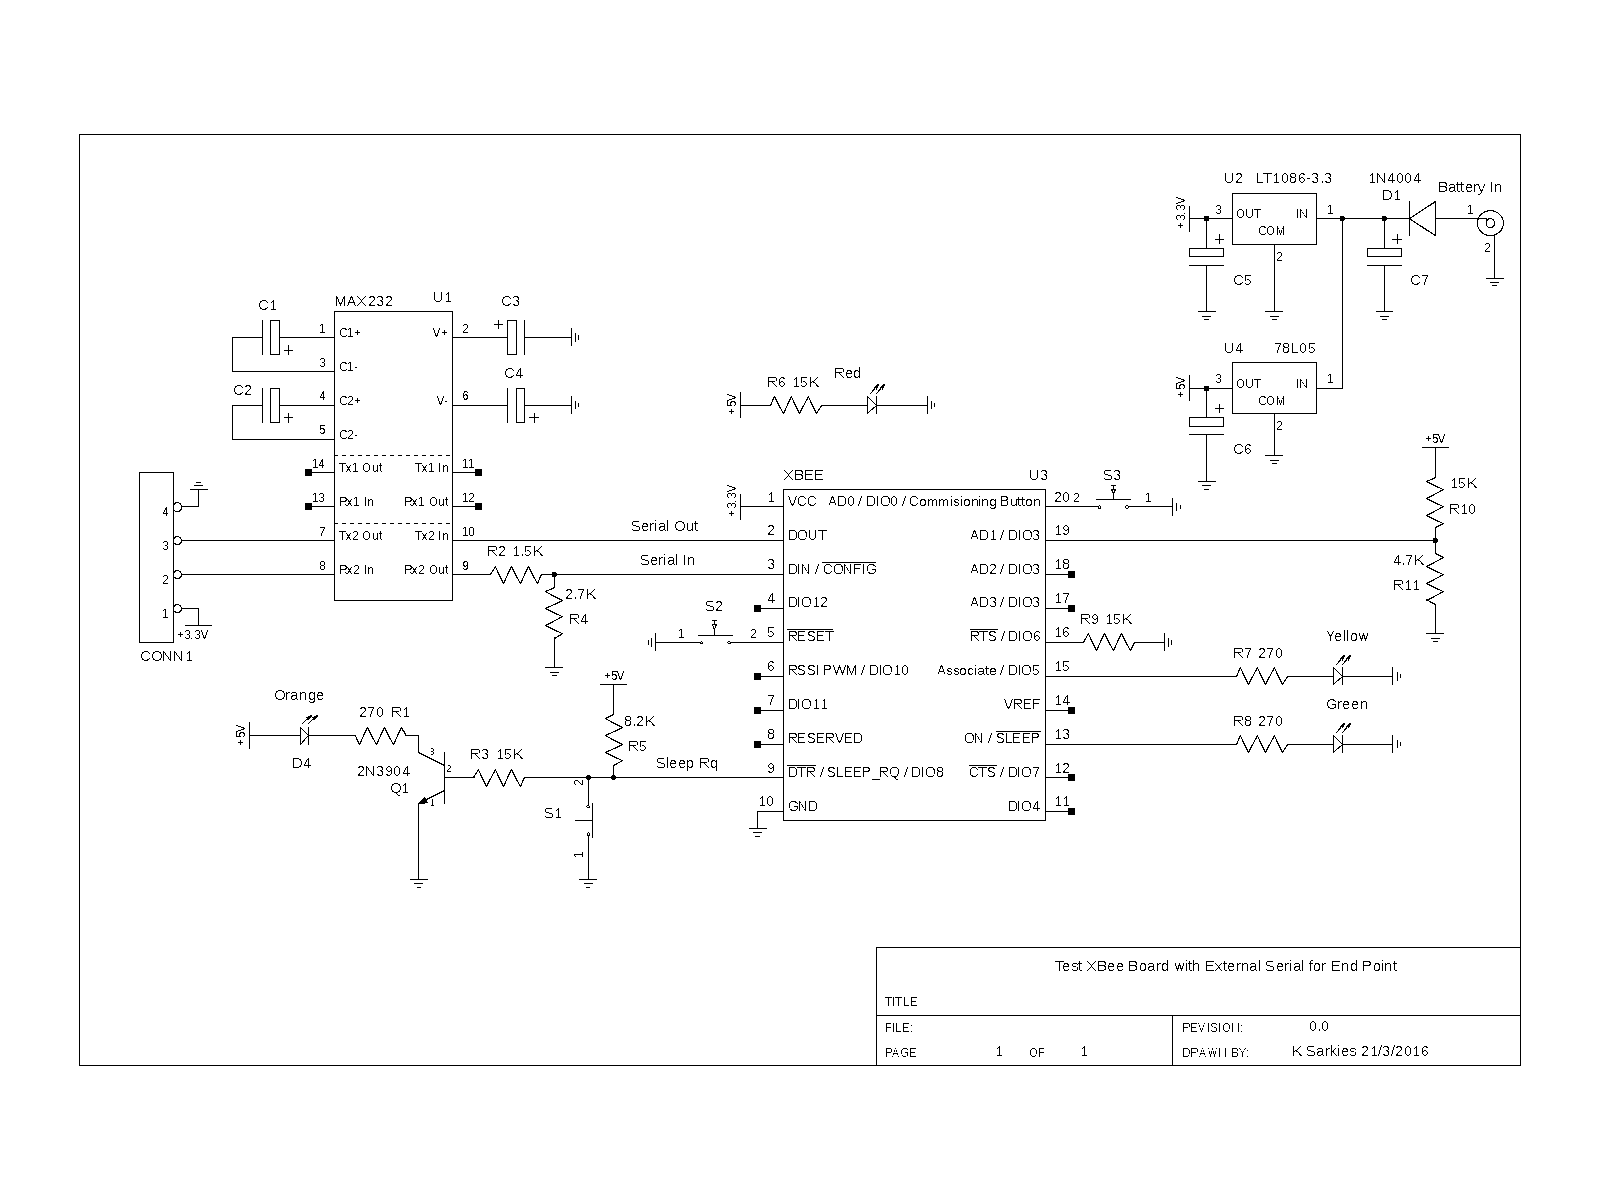 U2 LT1086-3.3
1N4004
D1
Battery In
+3.3V
3
OUT
IN
COM
1
2
1
2
+
C5
+
C7
U4 78L05
+5V
3
OUT
IN
COM
1
2
+
C6
MAX232
U1
C1
+
C2
+
C3
+
C4
+
1 C1+
3 C1-
4 C2+
5 C2-
V+ 2
V- 6
14 Tx1 Out
Tx1 In 11
13 Rx1 In
Rx1 Out 12
7 Tx2 Out
Tx2 In 10
8 Rx2 In
Rx2 Out 9
4
3
2
1
+3.3V
CONN1
R6 15K
Red
+5V
Serial Out
R2 1.5K
Serial In
2.7K
R4
S2
1
2
XBEE
U3
+3.3V
1 VCC
2 DOUT
3 DIN / CONFIG
4 DIO12
5 RESET
6 RSSI PWM / DIO10
7 DIO11
8 RESERVED
9 DTR / SLEEP_RQ / DIO8
10 GND
AD0 / DIO0 / Commisioning Button 20
AD1 / DIO3 19
AD2 / DIO3 18
AD3 / DIO3 17
RTS / DIO6 16
Associate / DIO5 15
VREF 14
ON / SLEEP 13
CTS / DIO7 12
DIO4 11
S3
2
1
+5V
15K
R10
4.7K
R11
R9 15K
Yellow
R7 270
Green
R8 270
Orange
+5V
D4
270 R1
2N3904
Q1
3
2
1
R3 15K
+5V
8.2K
R5
Sleep Rq
S1
2
1
Test XBee Board with External Serial for End Point
TITLE
FILE:
REVISION: 0.0
PAGE 1 OF 1
DRAWN BY: K Sarkies 21/3/2016